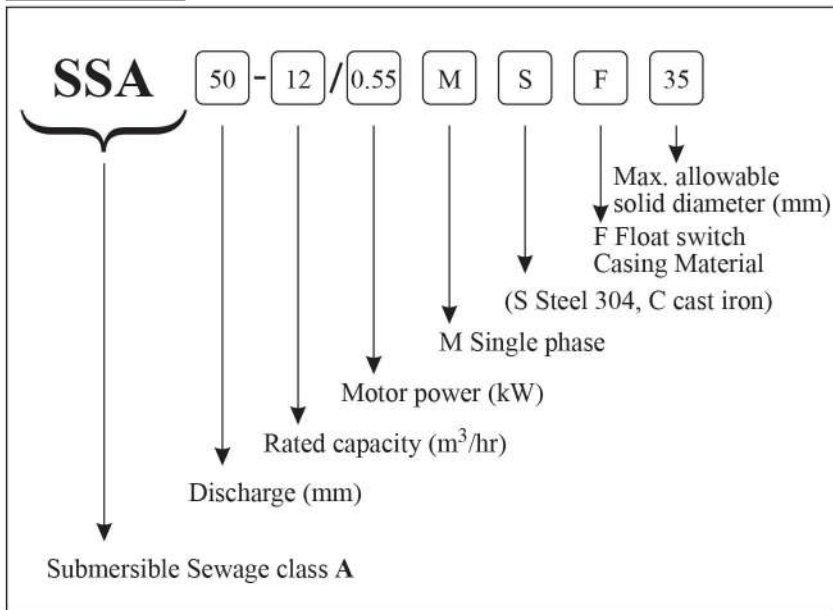 SSA 50 - 12 / 0.55 M S F 35
Max. allowable
solid diameter (mm)
F Float switch
Casing Material
(S Steel 304, C cast iron)
M Single phase
Motor power (kW)
Rated capacity (m³/hr)
Discharge (mm)
Submersible Sewage class A